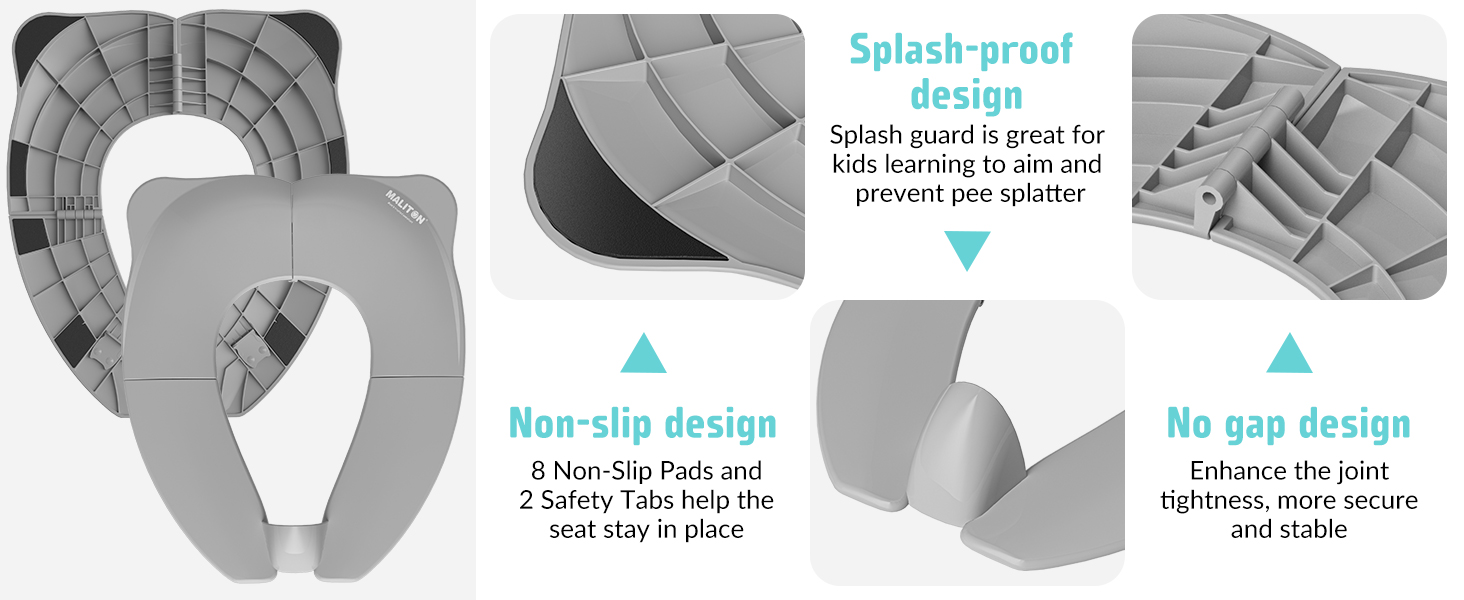 MALITON
Splash-proof
design
Splash guard is great for
kids learning to aim and
prevent pee splatter
Non-slip design
8 Non-Slip Pads and
2 Safety Tabs help the
seat stay in place
No gap design
Enhance the joint
tightness, more secure
and stable